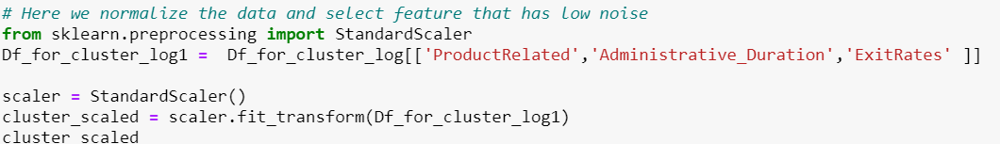 # Here we normalize the data and select feature that has low noise
from sklearn.preprocessing import StandardScaler
Df_for_cluster_log1 =  Df_for_cluster_log[['ProductRelated','Administrative_Duration','ExitRates' ]]
scaler = StandardScaler()
cluster_scaled = scaler.fit_transform(Df_for_cluster_log1)
cluster_scaled